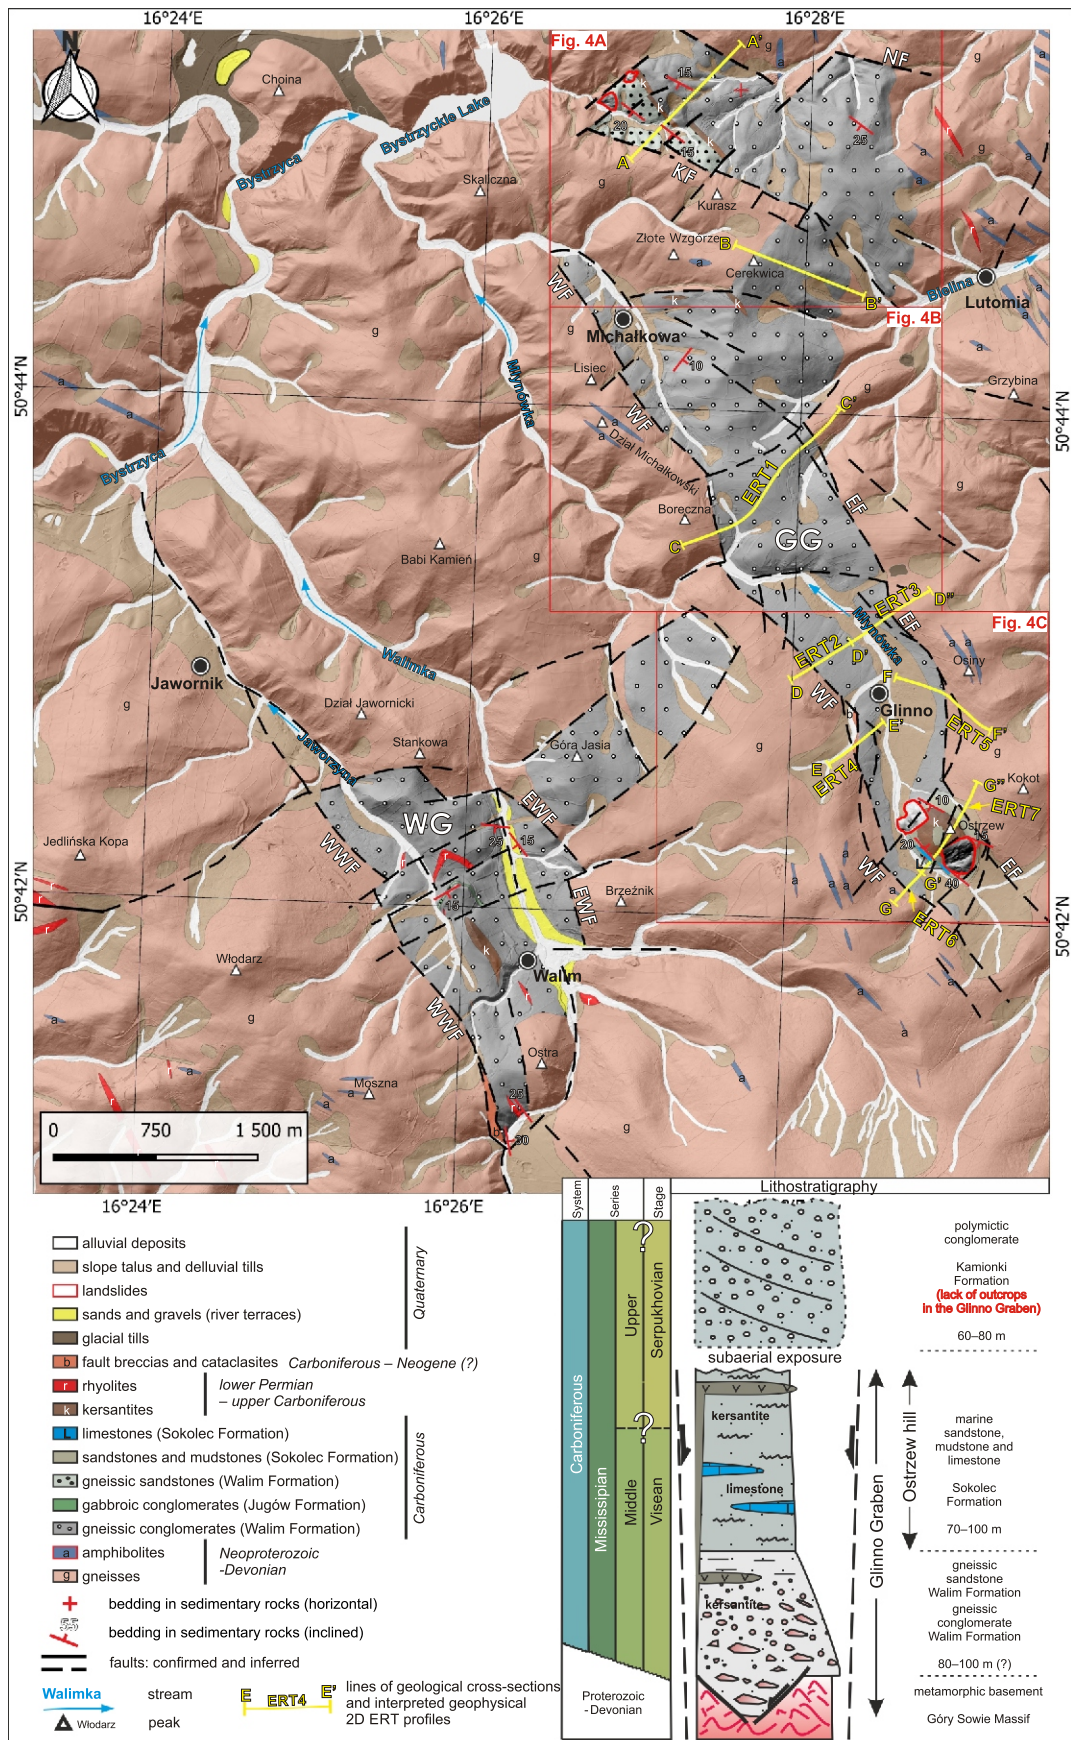 16°24'E
16°26'E
16°28'E
N
Fig. 4A
A'
g
a
NF
Choina
k
15
k
r
Bystrzyckie Lake
20
25
Bystrzyca
A
15
k
KF
Skaliczna
g
g
Kurasz
r
Złote Wzgórze
B
a
Cerekwica
WF
Bielina
Lutomia
B'
k
k
Fig. 4B
a
g
g
Michałkowa
Młynówka
10
a
50°44'N
Lisiec
g
Grzybina
a
C'
50°44'N
a
WF
a
Dział Michałkowski
Bystrzyca
ERT1
g
EF
Boreczna
GG
C
Babi Kamień
g
ERT3
D''
Fig. 4C
Młynówka
EF
a
a
Walimka
ERT2
D'
Osiny
Jawornik
D
F
WF
Glinno
g
Dział Jawornicki
b
E'
ERT5
F'
Jaworzyna
Stankowa
Góra Jasia
g
g
E
ERT4
Kokot
G''
ERT7
WG
EWF
10
k
Ostrzew
Jedlińska Kopa
25
15
15
20
WWF
r
r
L
EF
WF
G'
40
50°42'N
15
EWF
Brzeźnik
a
a
G
ERT6
50°42'N
k
Włodarz
Walim
a
a
r
r
g
a
WWF
Ostra
a
a
Moszna
a
r
25
r
g
b
30
a
0 750 1 500 m
16°24'E
16°26'E
Lithostratigraphy
System
Series
Stage
alluvial deposits
slope talus and delluvial tills
landslides
sands and gravels (river terraces)
glacial tills
Quaternary
b fault breccias and cataclasites Carboniferous – Neogene (?)
r rhyolites
k kersantites
lower Permian
– upper Carboniferous
L limestones (Sokolec Formation)
sandstones and mudstones (Sokolec Formation)
gneissic sandstones (Walim Formation)
gabbroic conglomerates (Jugów Formation)
gneissic conglomerates (Walim Formation)
Carboniferous
a amphibolites
g gneisses
Neoproterozoic
-Devonian
bedding in sedimentary rocks (horizontal)
55
bedding in sedimentary rocks (inclined)
faults: confirmed and inferred
Walimka
stream
Włodarz
peak
E ERT4 E'
lines of geological cross-sections
and interpreted geophysical
2D ERT profiles
Carboniferous
Mississipian
Upper
Serpukhovian
Middle
Visean
?
?
Proterozoic
-Devonian
subaerial exposure
kersantite
limestone
kersantite
Glinno Graben
Ostrzew hill
polymictic
conglomerate
Kamionki
Formation
(lack of outcrops
in the Glinno Graben)
60–80 m
marine
sandstone,
mudstone and
limestone
Sokolec
Formation
70–100 m
gneissic
sandstone
Walim Formation
gneissic
conglomerate
Walim Formation
80–100 m (?)
metamorphic basement
Góry Sowie Massif